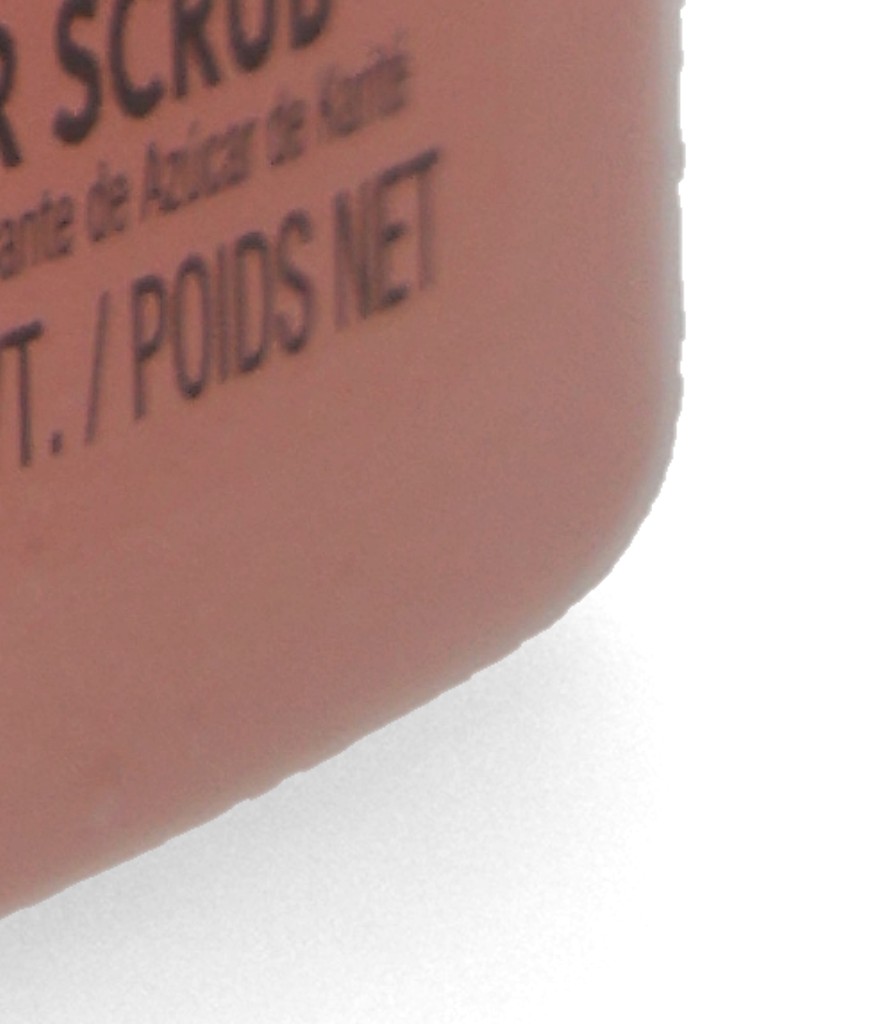 R SCRUB
ante de Azúcar de Karité
T. / POIDS NET